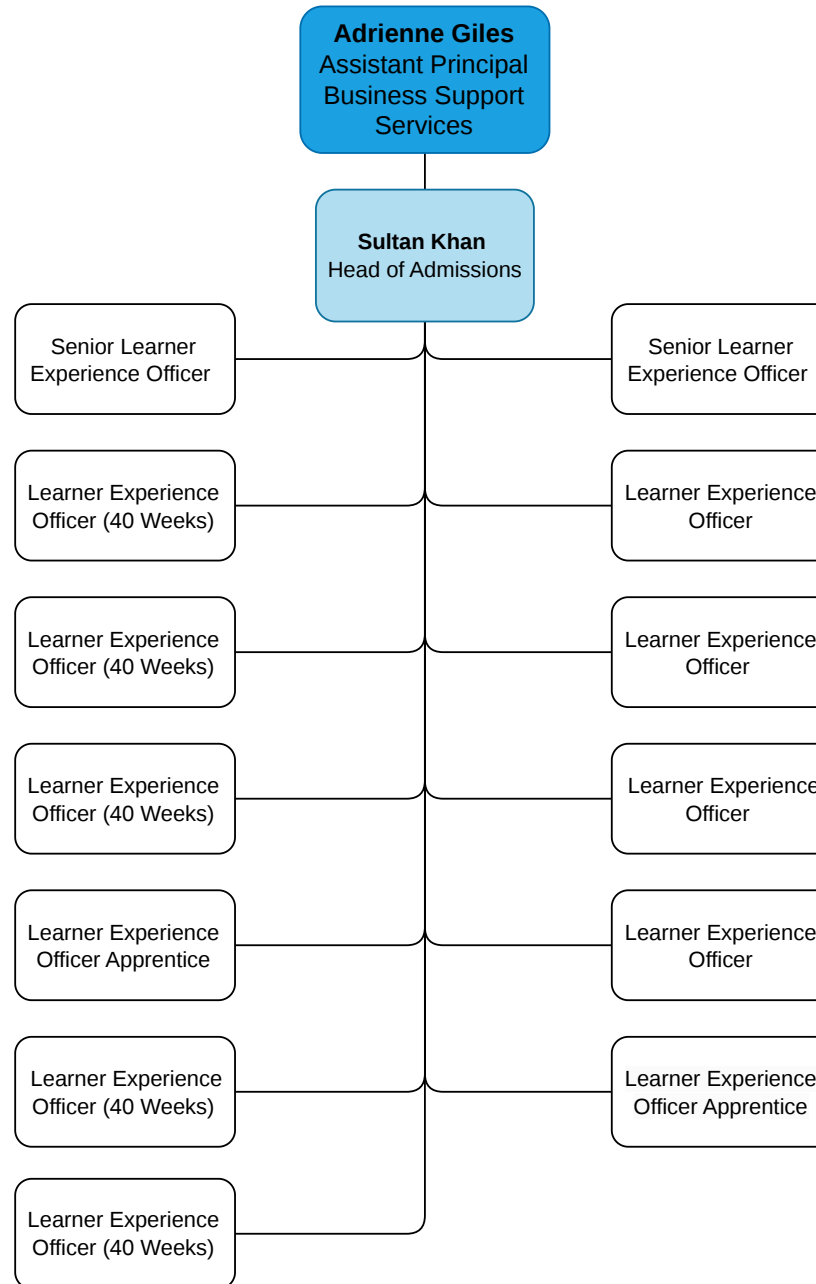 Adrienne Giles
Assistant Principal
Business Support
Services
Sultan Khan
Head of Admissions
Senior Learner
Experience Officer
Senior Learner
Experience Officer
Learner Experience
Officer (40 Weeks)
Learner Experience
Officer
Learner Experience
Officer (40 Weeks)
Learner Experience
Officer
Learner Experience
Officer (40 Weeks)
Learner Experience
Officer
Learner Experience
Officer Apprentice
Learner Experience
Officer
Learner Experience
Officer (40 Weeks)
Learner Experience
Officer Apprentice
Learner Experience
Officer (40 Weeks)